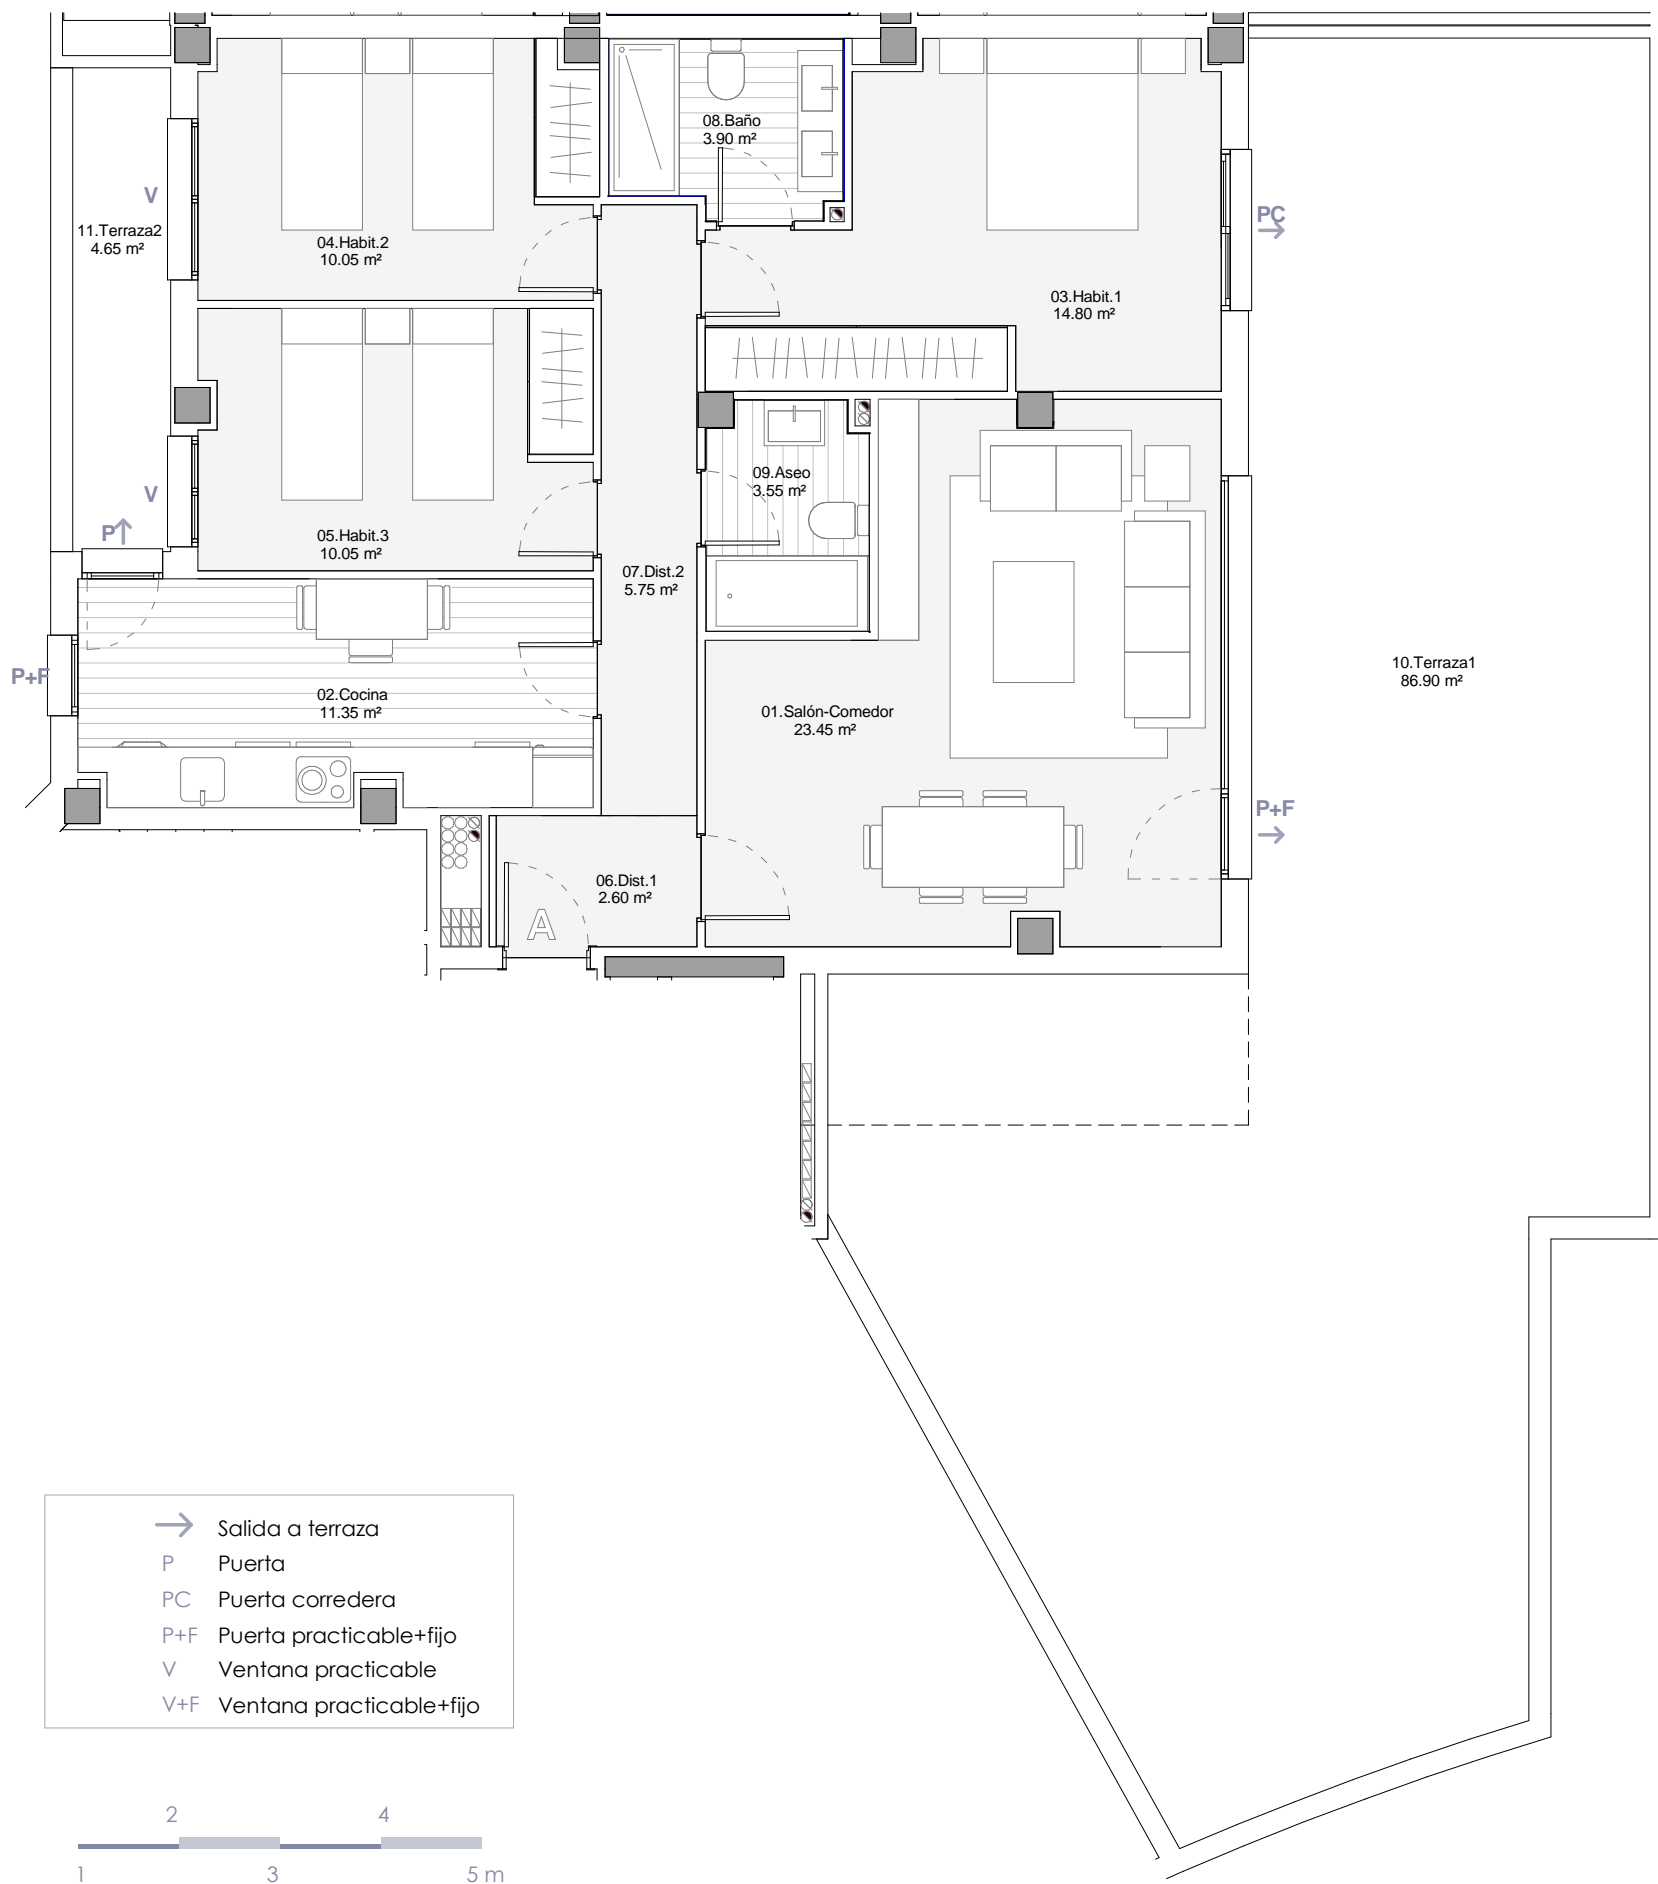 08.Baño
3.90 m²
V
PC
11.Terraza2
4.65 m²
04.Habit.2
10.05 m²
03.Habit.1
14.80 m²
09.Aseo
3.55 m²
V
P
05.Habit.3
10.05 m²
07.Dist.2
5.75 m²
P+F
02.Cocina
11.35 m²
01.Salón-Comedor
23.45 m²
10.Terraza1
86.90 m²
P+F
06.Dist.1
2.60 m²
A
Salida a terraza
P Puerta
PC Puerta corredera
P+F Puerta practicable+fijo
V Ventana practicable
V+F Ventana practicable+fijo
2 4
1 3 5 m